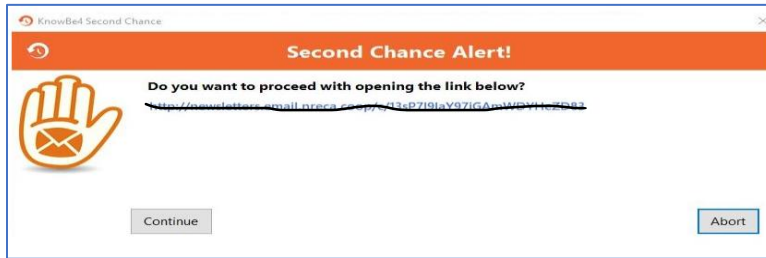 KnowBe4 Second Chance
Second Chance Alert!
Do you want to proceed with opening the link below?
Continue
Abort